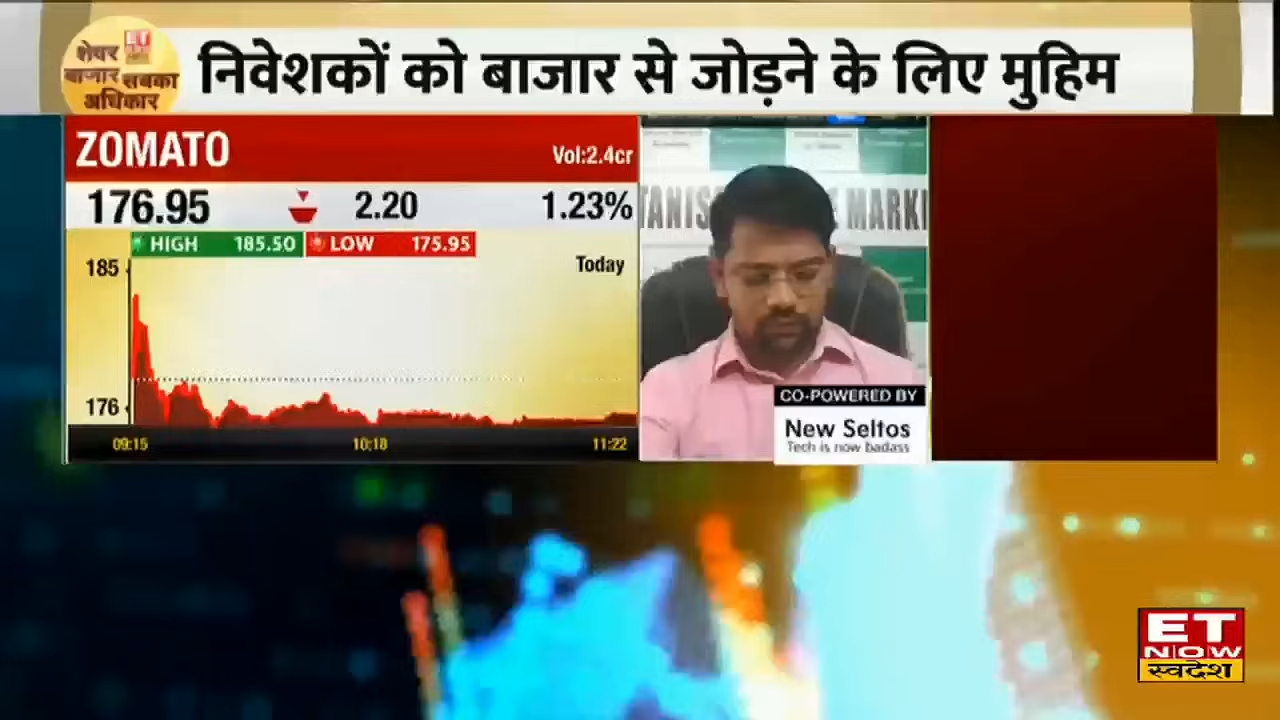 शेयर
बाजार सबका
अधिकार
ET
निवेशकों को बाजार से जोड़ने के लिए मुहिम
ZOMATO
Vol:2.4cr
176.95 2.20 1.23%
HIGH 185.50 LOW 175.95
185
Today
176
09:15 10:18 11:22
MARK
CO-POWERED BY
New Seltos
Tech is now badass
ET
NOW
स्वदेश